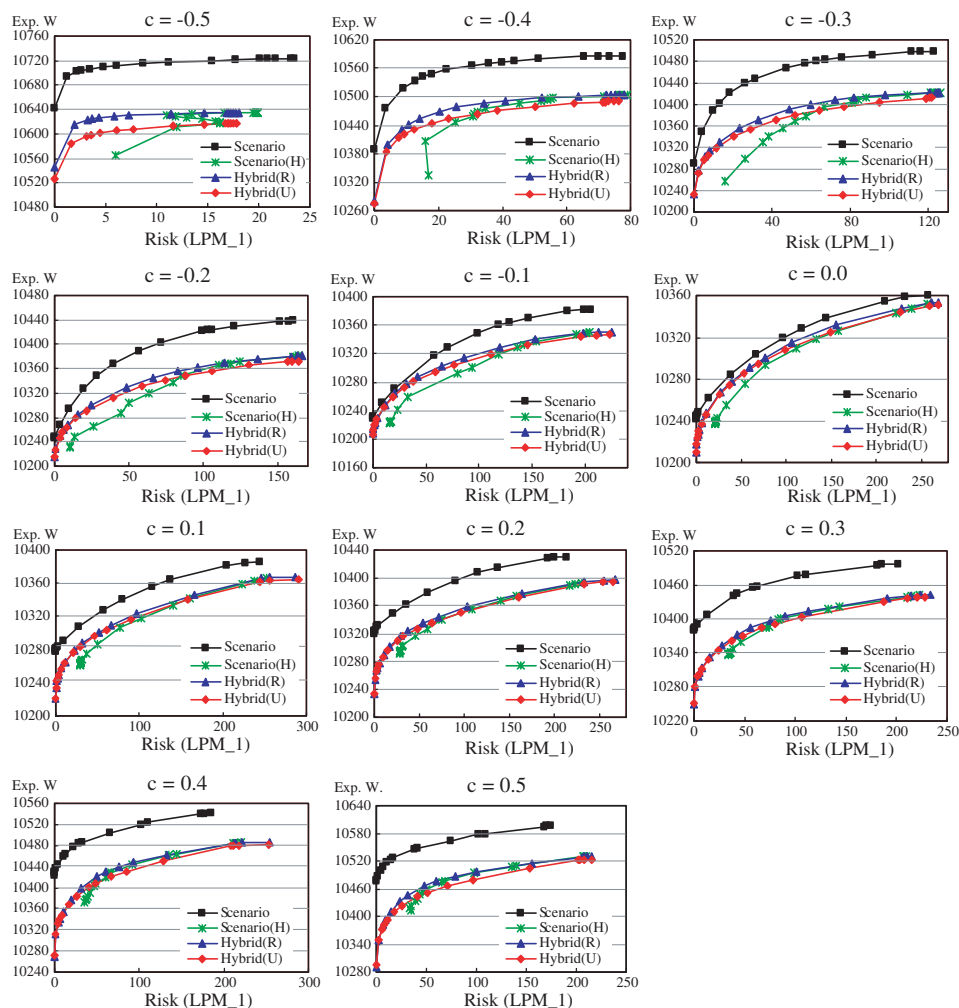 Exp. W
c = -0.5
10760
10720
10680
10640
10600
10560
10520
10480
0
5
10
15
20
25
Risk (LPM_1)
Scenario
Scenario(H)
Hybrid(R)
Hybrid(U)
Exp. W
c = -0.4
10620
10560
10500
10440
10380
10320
10260
0
20
40
60
80
Risk (LPM_1)
Scenario
Scenario(H)
Hybrid(R)
Hybrid(U)
Exp. W
c = -0.3
10520
10480
10440
10400
10360
10320
10280
10240
10200
0
40
80
120
Risk (LPM_1)
Scenario
Scenario(H)
Hybrid(R)
Hybrid(U)
Exp. W
c = -0.2
10480
10440
10400
10360
10320
10280
10240
10200
0
50
100
150
Risk (LPM_1)
Scenario
Scenario(H)
Hybrid(R)
Hybrid(U)
Exp. W
c = -0.1
10400
10360
10320
10280
10240
10200
10160
0
50
100
150
200
Risk (LPM_1)
Scenario
Scenario(H)
Hybrid(R)
Hybrid(U)
Exp. W
c = 0.0
10360
10320
10280
10240
10200
0
50
100
150
200
250
Risk (LPM_1)
Scenario
Scenario(H)
Hybrid(R)
Hybrid(U)
Exp. W
c = 0.1
10400
10360
10320
10280
10240
10200
0
100
200
300
Risk (LPM_1)
Scenario
Scenario(H)
Hybrid(R)
Hybrid(U)
Exp. W
c = 0.2
10440
10400
10360
10320
10280
10240
10200
0
50
100
150
200
250
Risk (LPM_1)
Scenario
Scenario(H)
Hybrid(R)
Hybrid(U)
Exp. W
c = 0.3
10520
10460
10400
10340
10280
10220
0
50
100
150
200
250
Risk (LPM_1)
Scenario
Scenario(H)
Hybrid(R)
Hybrid(U)
Exp. W
c = 0.4
10560
10520
10480
10440
10400
10360
10320
10280
10240
0
100
200
300
Risk (LPM_1)
Scenario
Scenario(H)
Hybrid(R)
Hybrid(U)
Exp. W.
c = 0.5
10640
10580
10520
10460
10400
10340
10280
0
50
100
150
200
250
Risk (LPM_1)
Scenario
Scenario(H)
Hybrid(R)
Hybrid(U)